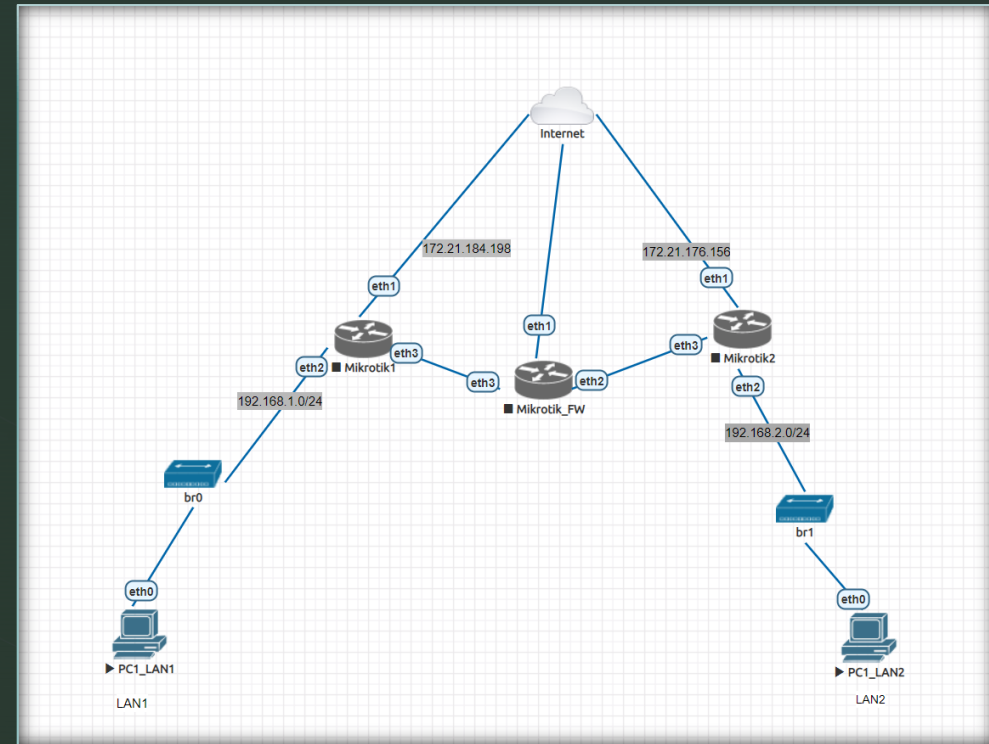 Internet
172.21.184.198
172.21.176.156
eth1
eth1
eth1
eth3
eth3
eth2
Mikrotik1
Mikrotik2
eth3
eth2
eth2
Mikrotik_FW
192.168.1.0/24
192.168.2.0/24
br0
br1
eth0
eth0
PC1_LAN1
PC1_LAN2
LAN1
LAN2